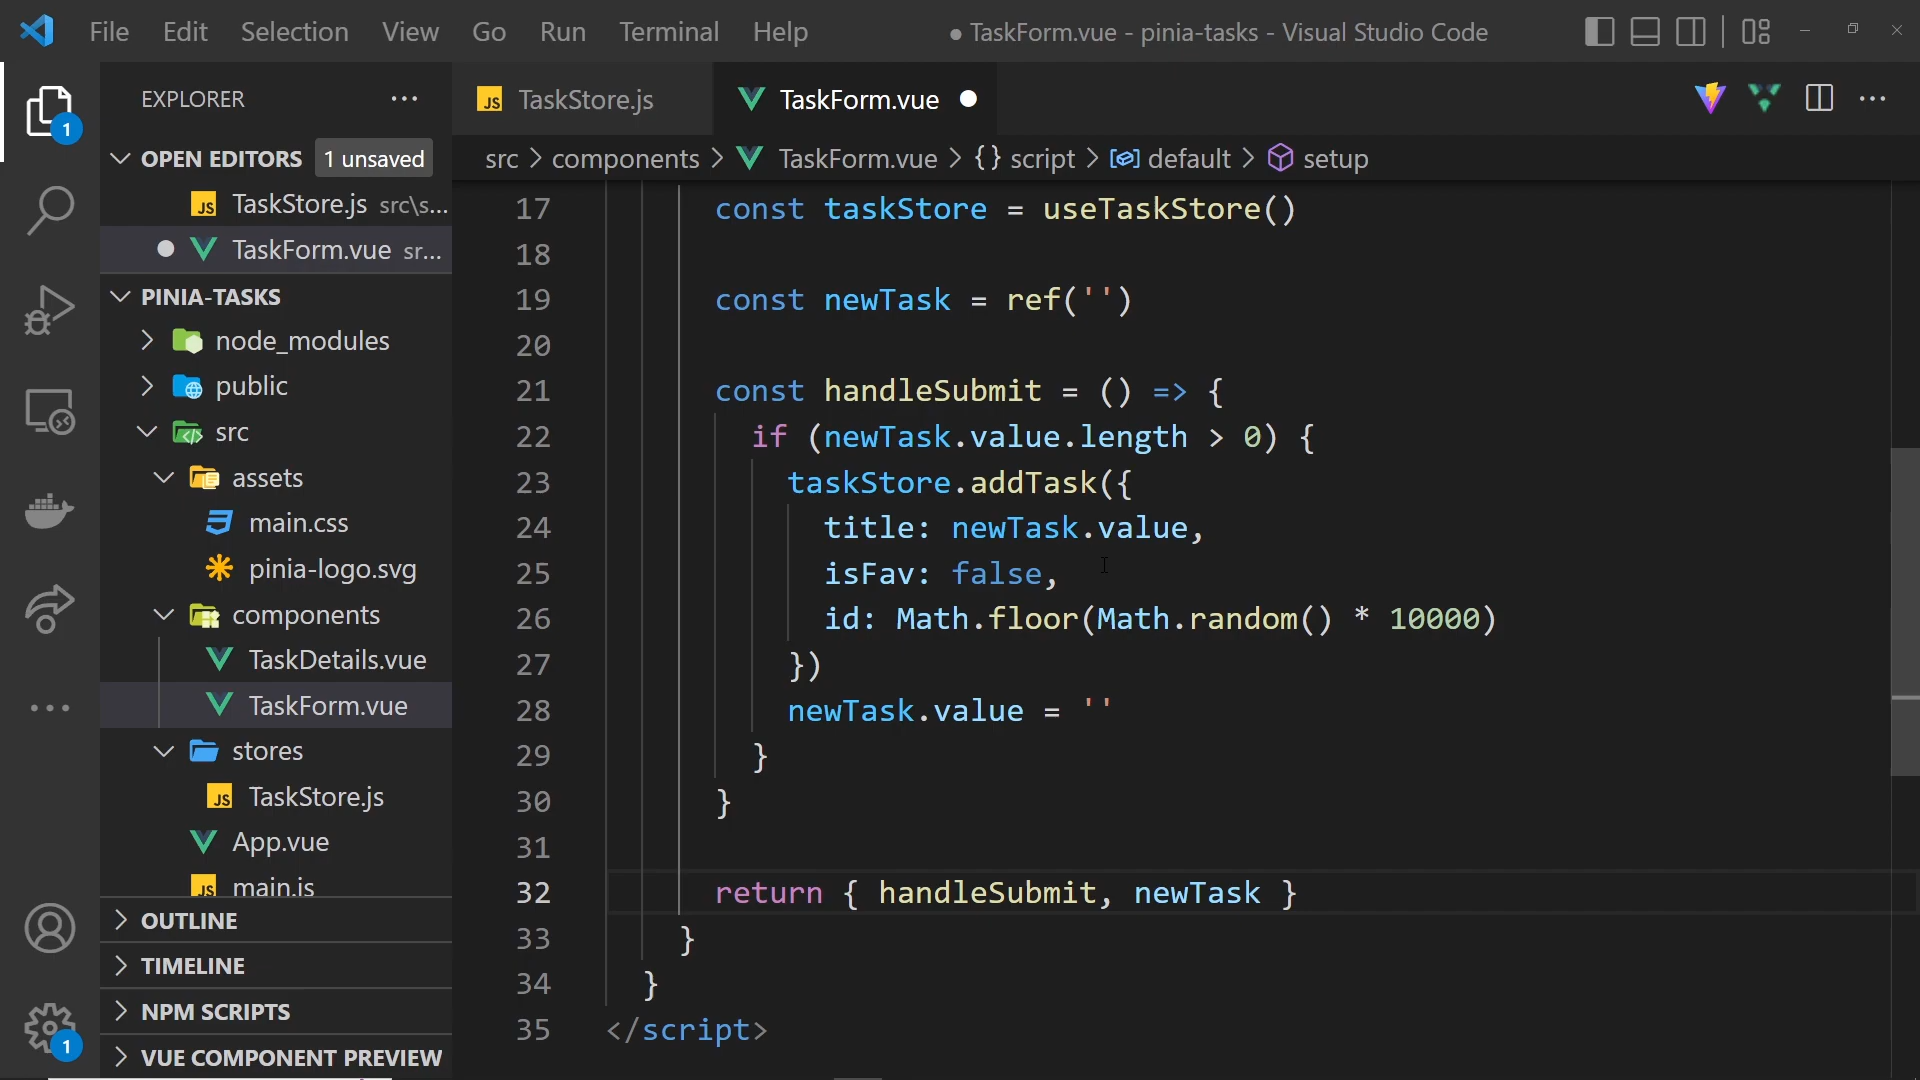 File Edit Selection View Go Run Terminal Help
● TaskForm.vue - pinia-tasks - Visual Studio Code
EXPLORER
1
OPEN EDITORS 1 unsaved
JS TaskStore.js src\s...
TaskForm.vue sr...
PINIA-TASKS
node_modules
public
src
assets
main.css
pinia-logo.svg
components
TaskDetails.vue
TaskForm.vue
stores
JS TaskStore.js
App.vue
JS main.js
OUTLINE
TIMELINE
NPM SCRIPTS
1
VUE COMPONENT PREVIEW
JS TaskStore.js
TaskForm.vue
src > components > TaskForm.vue > {} script > default > setup
17 const taskStore = useTaskStore()
18
19 const newTask = ref('')
20
21 const handleSubmit = () => {
22 if (newTask.value.length > 0) {
23 taskStore.addTask({
24 title: newTask.value,
25 isFav: false,
26 id: Math.floor(Math.random() * 10000)
27 })
28 newTask.value = ''
29 }
30 }
31
32 return { handleSubmit, newTask }
33 }
34 }
35 </script>